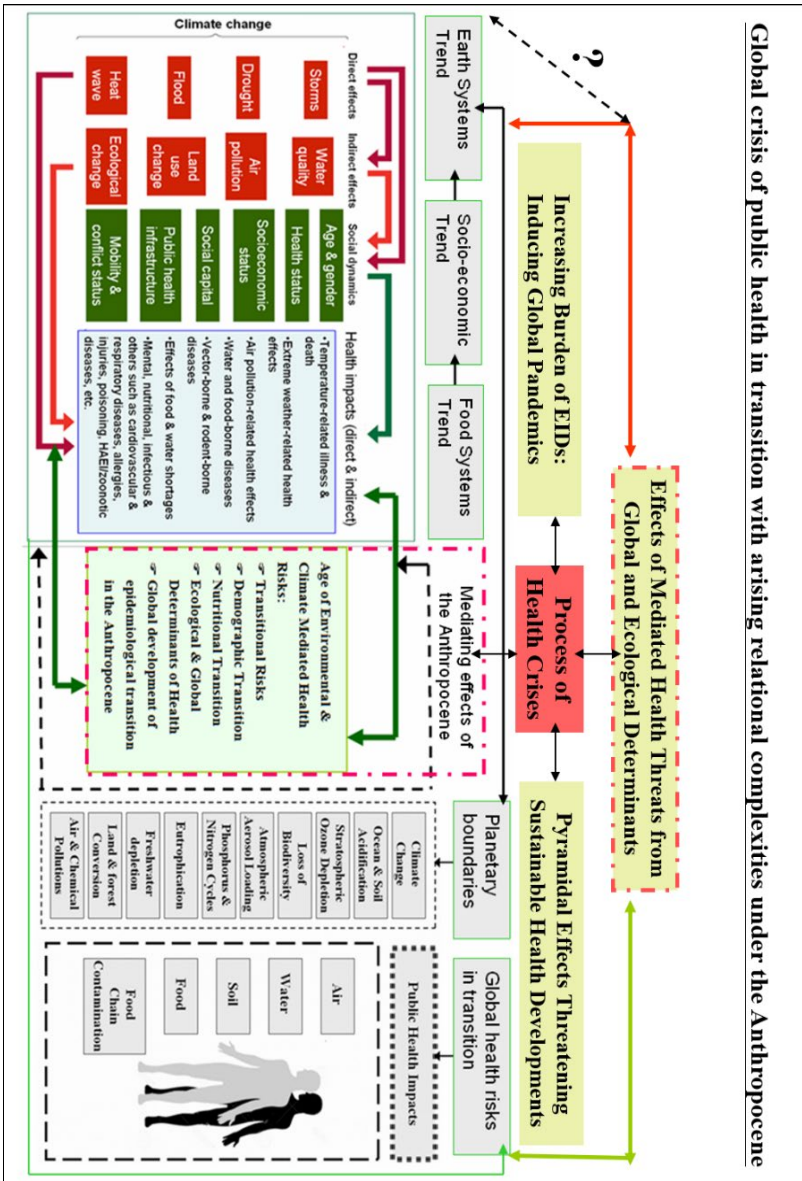 Global crisis of public health in transition with arising relational complexities under the Anthropocene
Effects of Mediated Health Threats from
Global and Ecological Determinants
?
Increasing Burden of EIDs:
Inducing Global Pandemics
Process of
Health Crises
Pyramidal Effects Threatening
Sustainable Health Developments
Earth Systems
Trend
Socio-economic
Trend
Food Systems
Trend
Mediating effects of
the Anthropocene
Planetary
boundaries
Global health risks
in transition
Climate change
Direct effects
Storms
Drought
Flood
Heat
wave
Indirect effects
Water
quality
Air
pollution
Land
use
change
Ecological
change
Social dynamics
Age & gender
Health status
Socioeconomic
status
Social capital
Public health
infrastructure
Mobility &
conflict status
Health impacts (direct & indirect)
•Temperature-related illness &
death
•Extreme weather-related health
effects
•Air pollution-related health effects
•Water and food-borne diseases
•Vector-borne & rodent-borne
diseases
•Effects of food & water shortages
•Mental, nutritional, infectious &
others such as cardiovascular &
respiratory diseases, allergies,
injuries, poisoning, HAEI/zoonotic
diseases, etc.
Age of Environmental &
Climate Mediated Health
Risks:
☞ Transitional Risks
☞ Demographic Transition
☞ Nutritional Transition
☞ Ecological & Global
Determinants of Health
☞ Global development of
epidemiological transition
in the Anthropocene
Climate
Change
Ocean & Soil
Acidification
Stratospheric
Ozone Depletion
Loss of
Biodiversity
Atmospheric
Aerosol Loading
Phosphorus &
Nitrogen Cycles
Eutrophication
Freshwater
depletion
Land & forest
Conversion
Air & Chemical
Pollutions
Public Health Impacts
Air
Water
Soil
Food
Food
Chain
Contamination